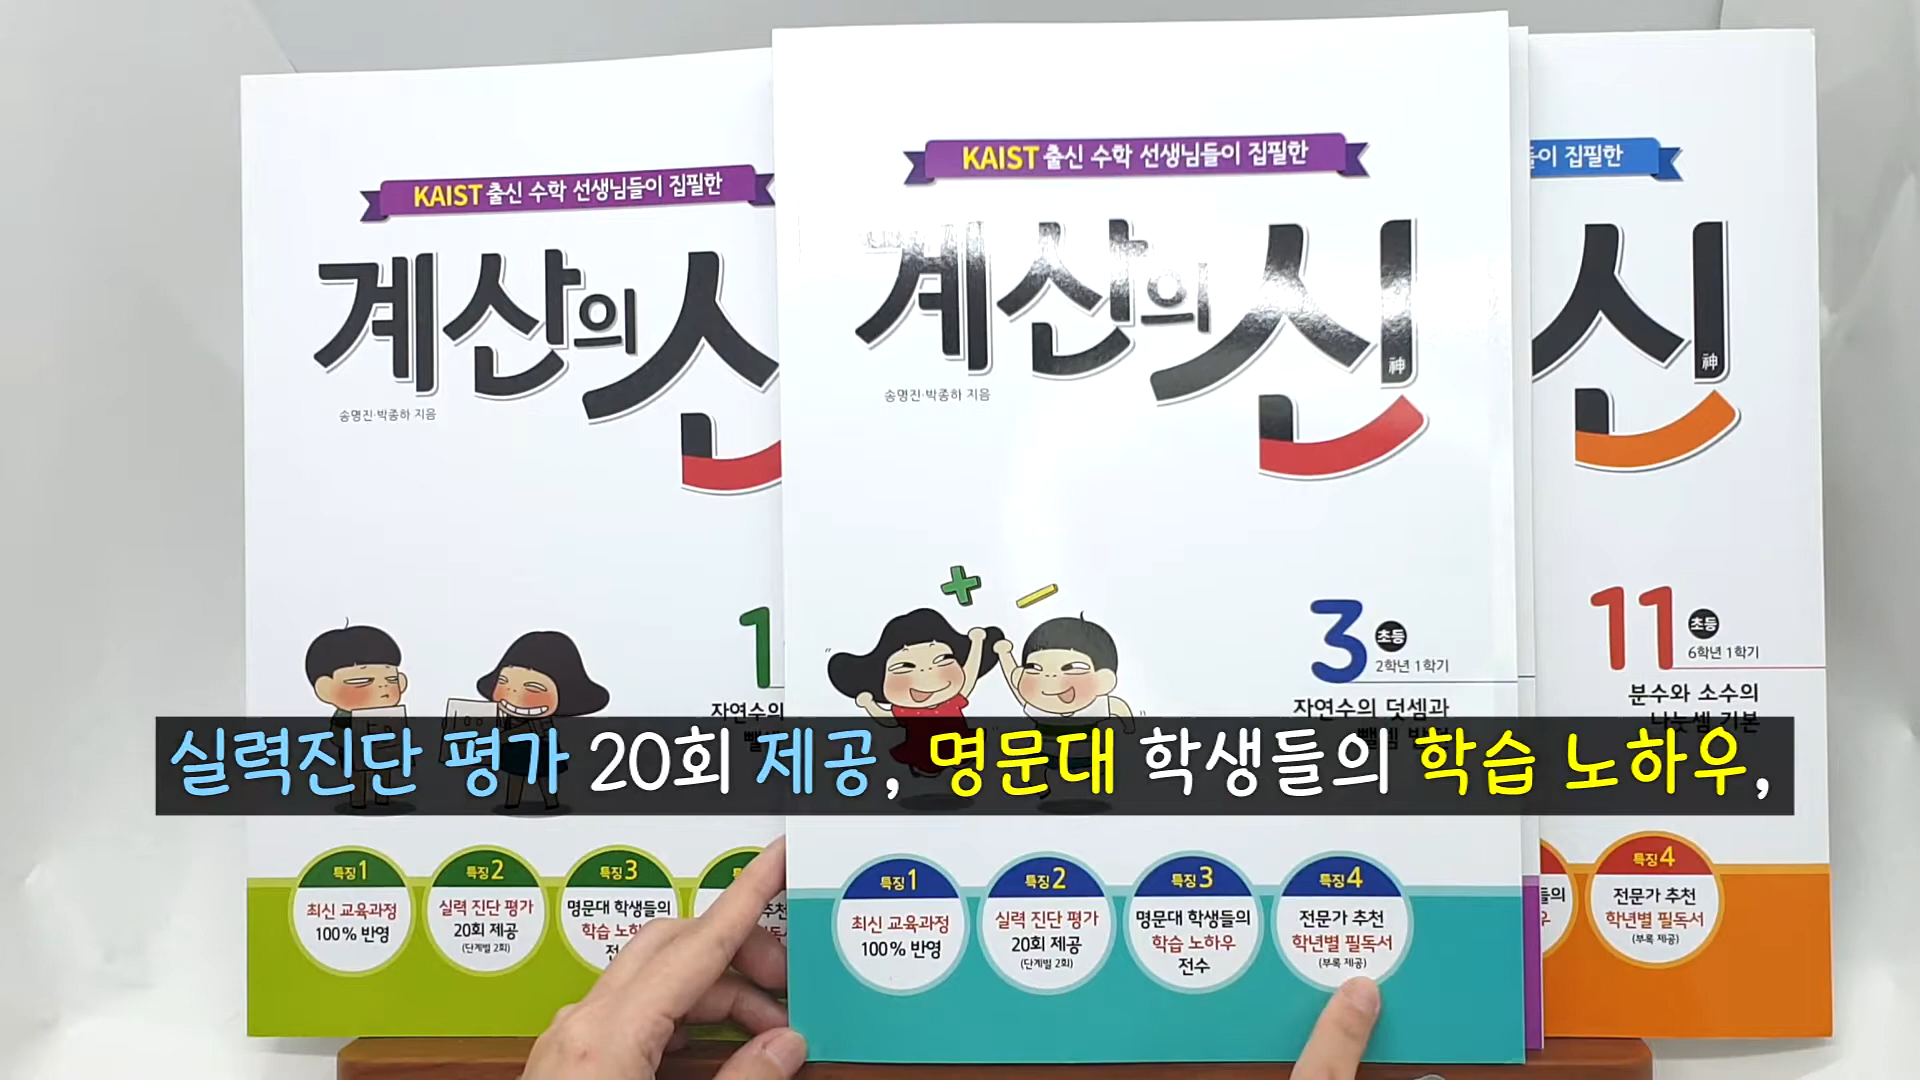 KAIST 출신 수학 선생님들이 집필한
계산의
송명진·박종하 지음
1
자연수의
특징1
최신 교육과정
100% 반영
특징2
실력 진단 평가
20회 제공
(단계별 2회)
특징3
명문대 학생들의
학습
KAIST 출신 수학 선생님들이 집필한
계산의 신
神
송명진·박종하 지음
3 초등
2학년 1학기
자연수의 덧셈과
특징1
최신 교육과정
100% 반영
특징2
실력 진단 평가
20회 제공
(단계별 2회)
특징3
명문대 학생들의
학습 노하우
전수
특징4
전문가 추천
학년별 필독서
(부록 제공)
집필한
신
神
11 초등
6학년 1학기
분수와 소수의
나눗셈 기본
특징4
전문가 추천
학년별 필독서
(부록 제공)
실력진단 평가 20회 제공, 명문대 학생들의 학습 노하우,